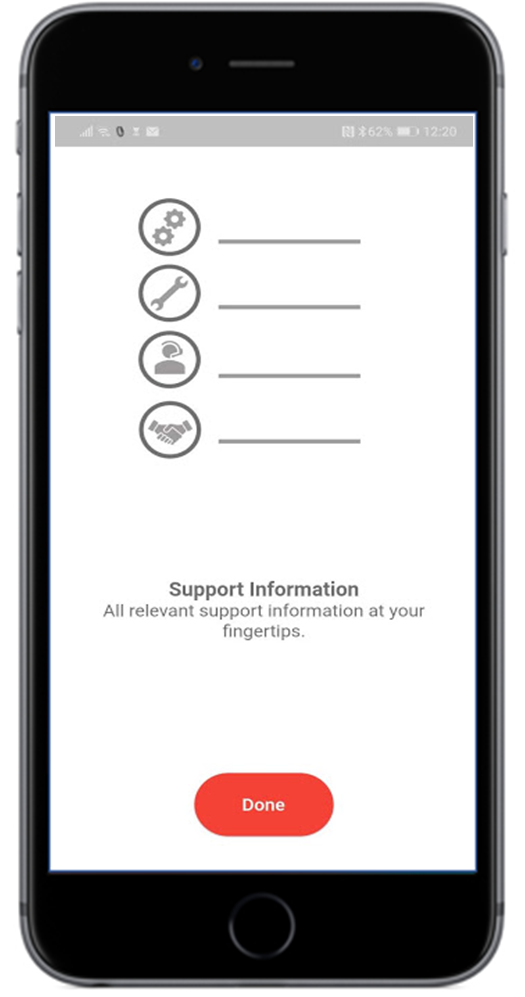 62% 12:20
Support Information
All relevant support information at your
fingertips.
Done